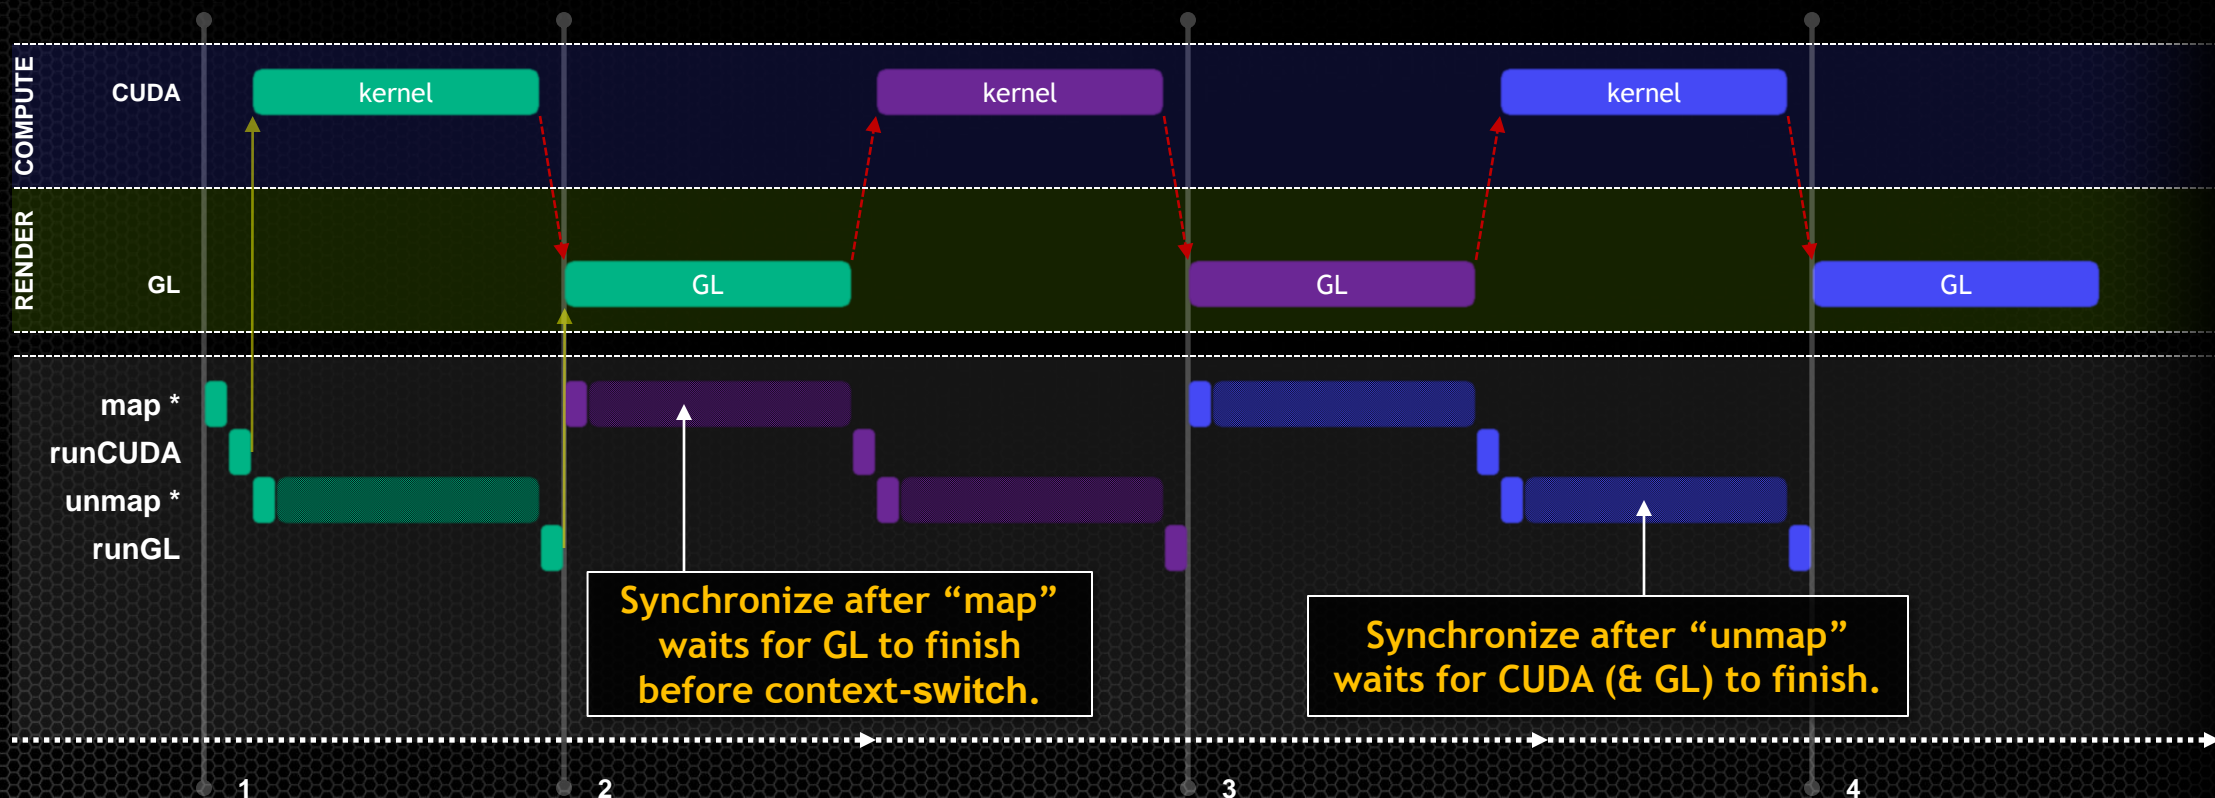 COMPUTE
CUDA
kernel
kernel
kernel
RENDER
GL
GL
GL
GL
map *
runCUDA
unmap *
runGL
Synchronize after “map”
waits for GL to finish
before context-switch.
Synchronize after “unmap”
waits for CUDA (& GL) to finish.
1
2
3
4